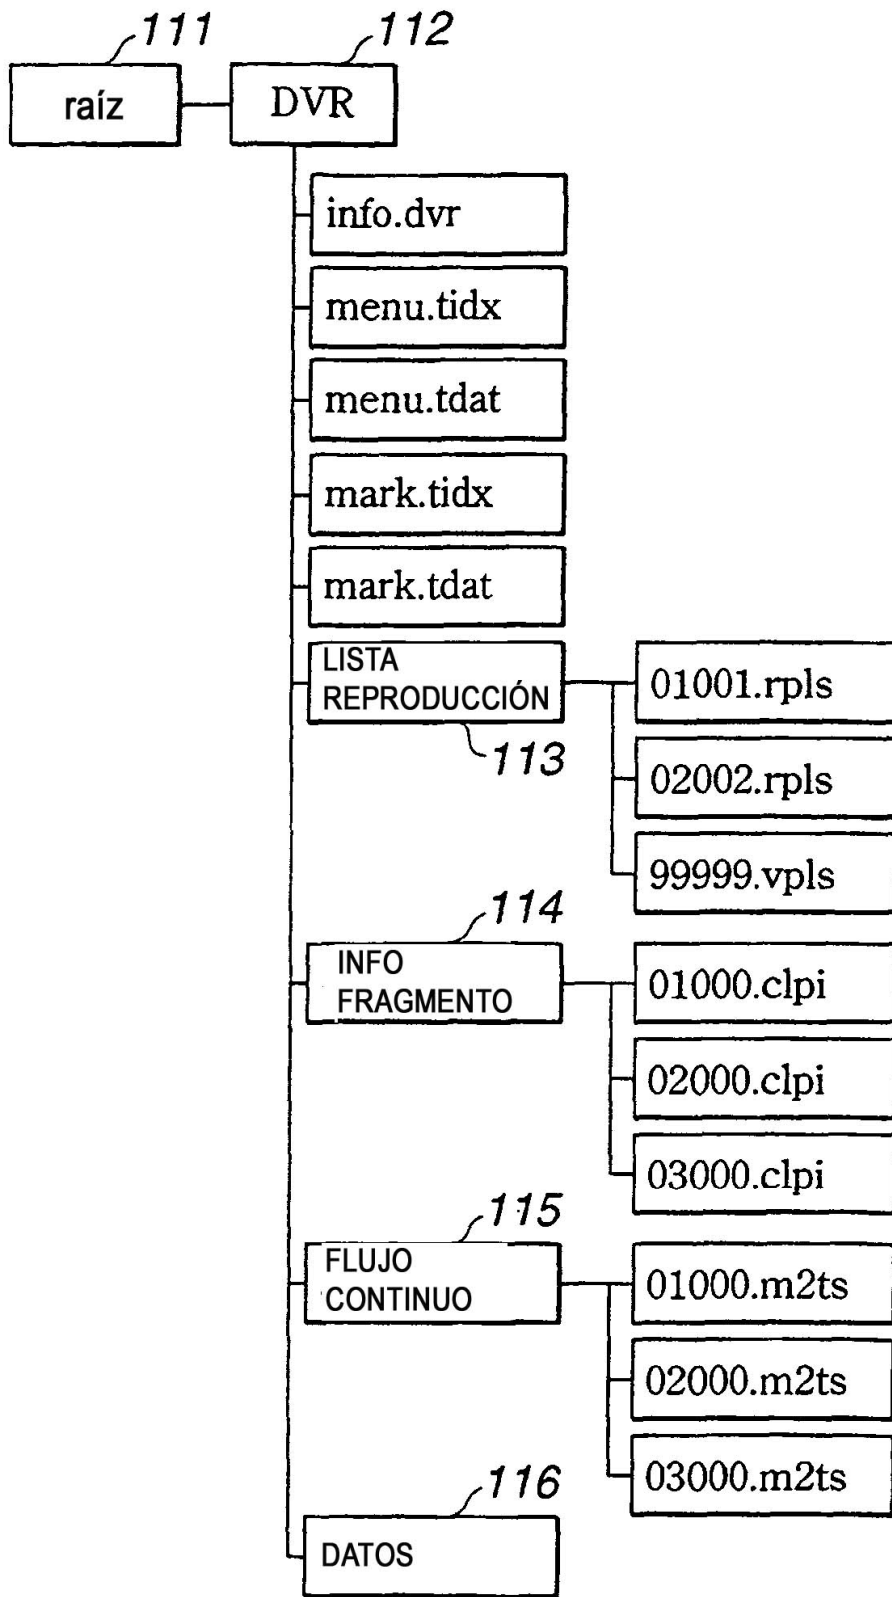 111
112
raíz
DVR
info.dvr
menu.tidx
menu.tdat
mark.tidx
mark.tdat
LISTA
REPRODUCCIÓN
113
01001.rpls
02002.rpls
99999.vpls
114
INFO
FRAGMENTO
01000.clpi
02000.clpi
03000.clpi
115
FLUJO
CONTINUO
01000.m2ts
02000.m2ts
03000.m2ts
116
DATOS